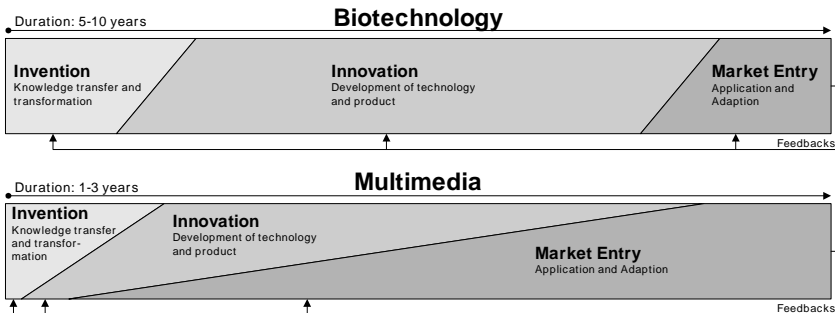 Biotechnology
Duration: 5-10 years
Invention
Knowledge transfer and
transformation
Innovation
Development of technology
and product
Market Entry
Application and
Adaption
Feedbacks
Multimedia
Duration: 1-3 years
Invention
Knowledge transfer
and transfor-
mation
Innovation
Development of technology
and product
Market Entry
Application and Adaption
Feedbacks